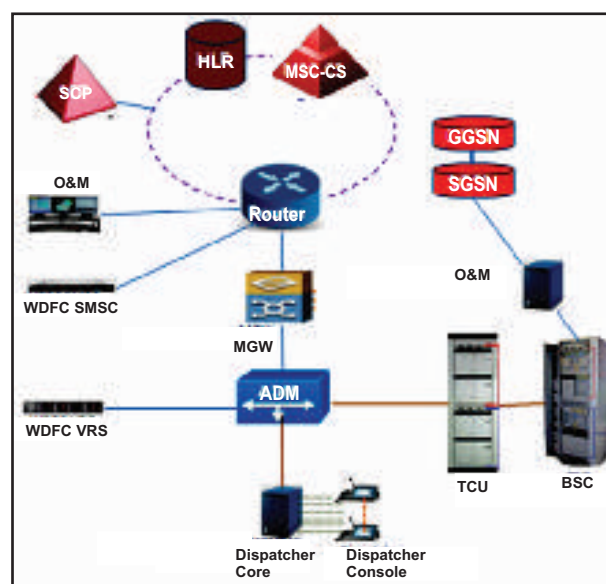 HLR
MSC-CS
SCP
GGSN
SGSN
O&M
Router
O&M
WDFC SMSC
MGW
ADM
WDFC VRS
TCU
BSC
Dispatcher
Core
Dispatcher
Console